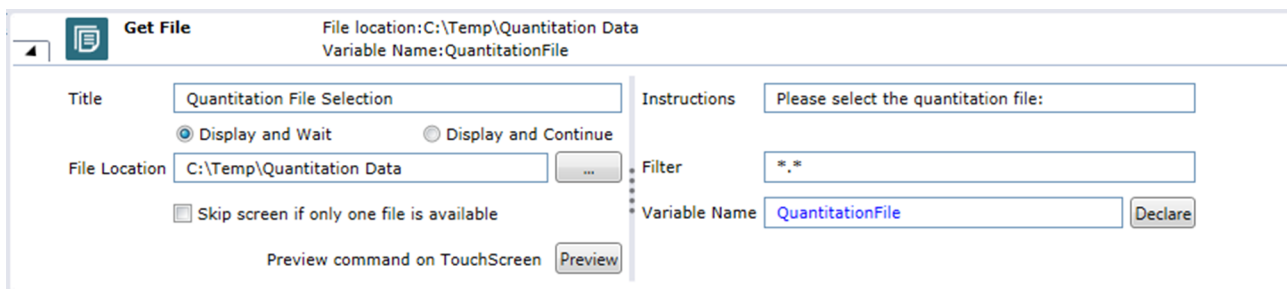 Get File
File location:C:\Temp\Quantitation Data
Variable Name:QuantitationFile
Title
Quantitation File Selection
Display and Wait
Display and Continue
File Location
C:\Temp\Quantitation Data
...
Skip screen if only one file is available
Preview command on TouchScreen
Preview
Instructions
Please select the quantitation file:
Filter
*.*
Variable Name
QuantitationFile
Declare